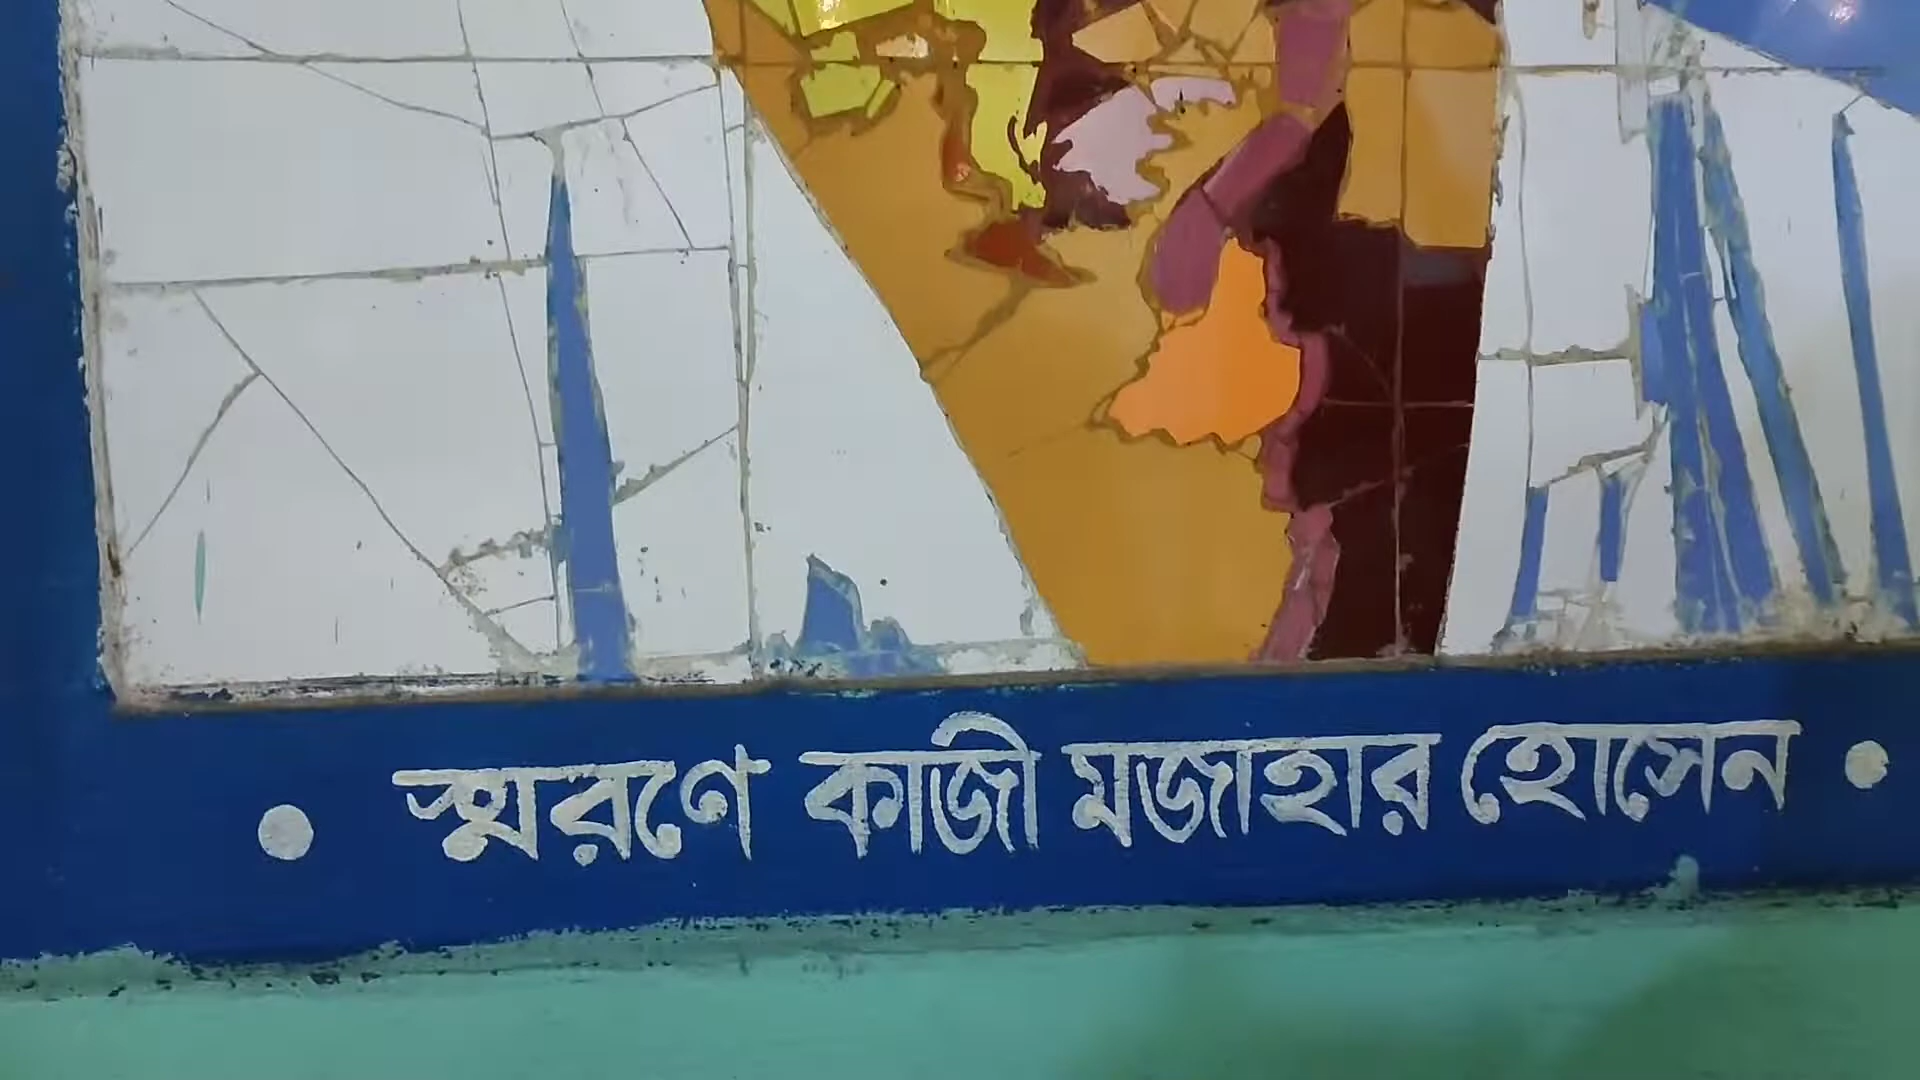 • স্মরণে কাজী মজাহার হোসেন •